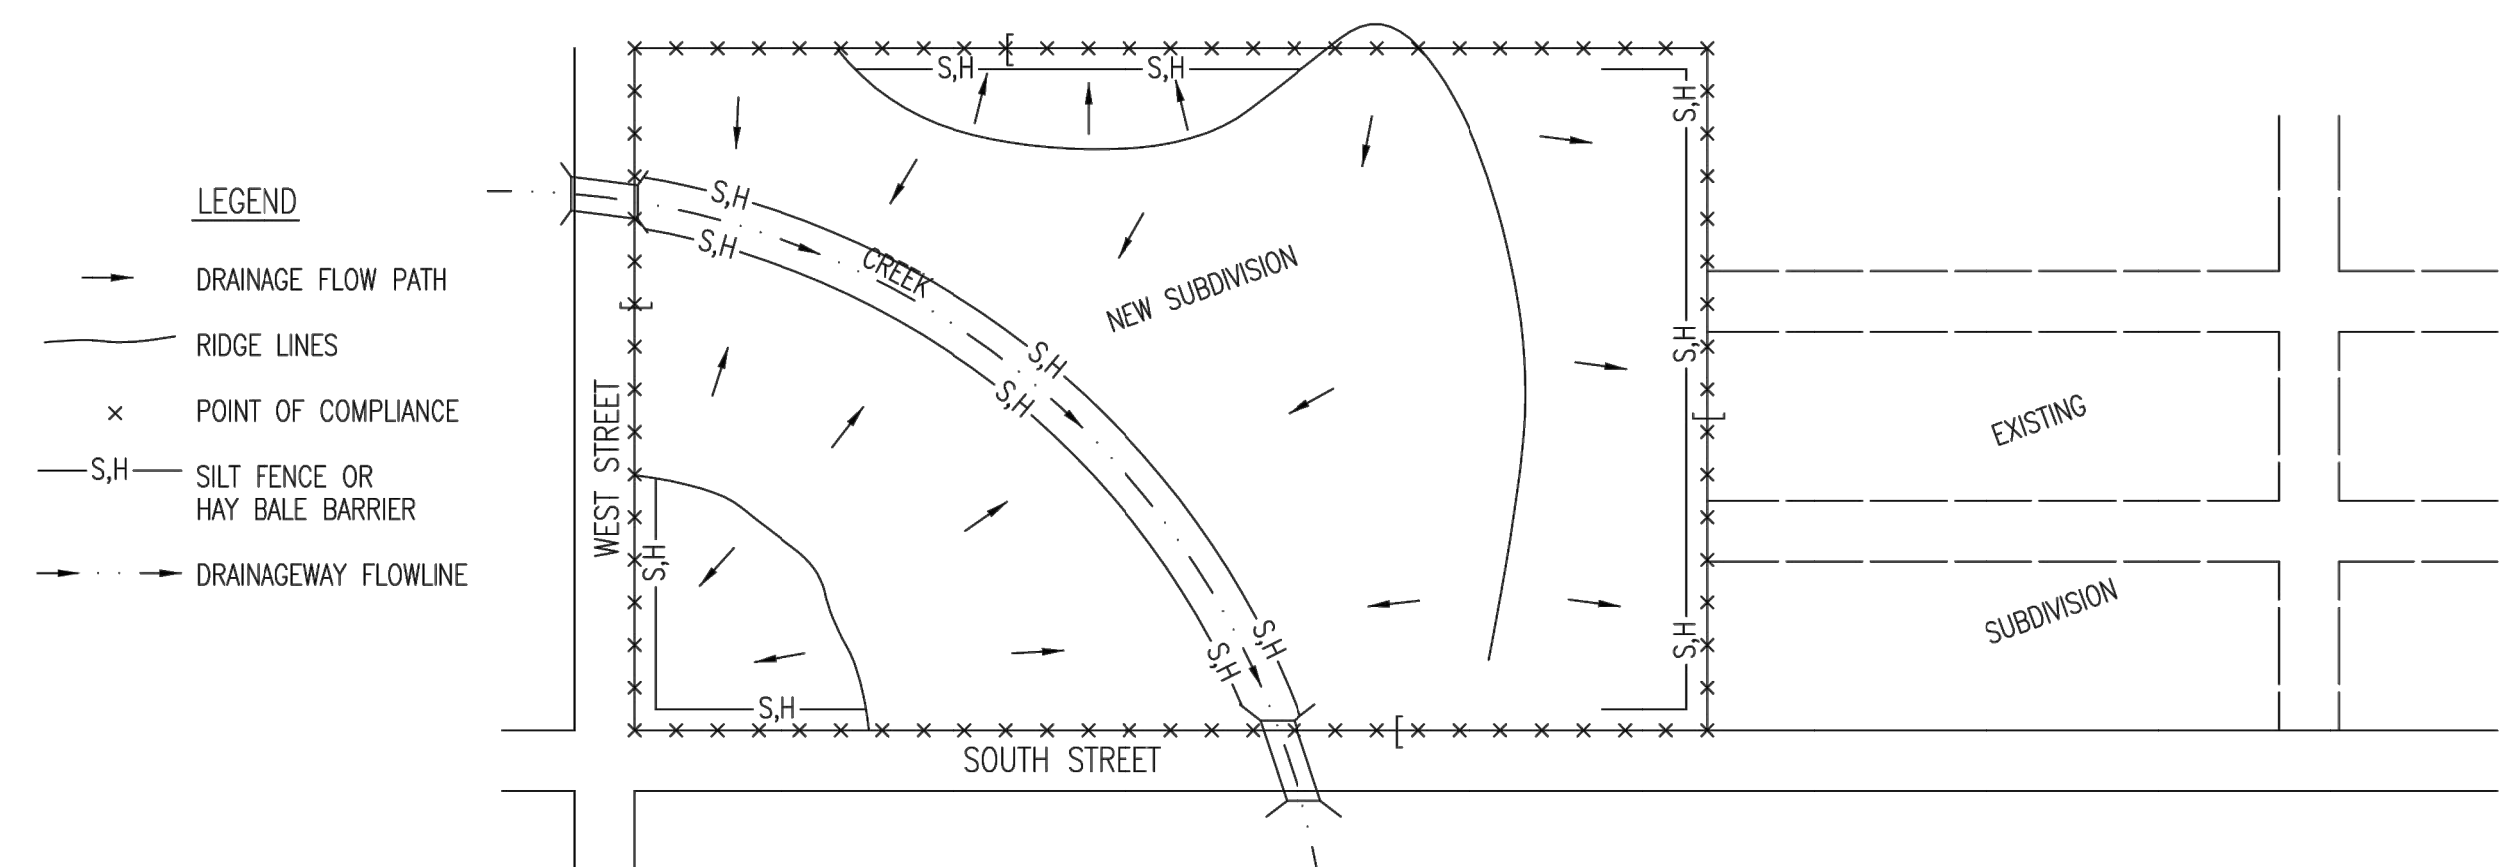 LEGEND
DRAINAGE FLOW PATH
RIDGE LINES
× POINT OF COMPLIANCE
S,H SILT FENCE OR
HAY BALE BARRIER
DRAINAGEWAY FLOWLINE
S,H
S,H
S,H
S,H
S,H
CREEK
NEW SUBDIVISION
S,H
S,H
S,H
WEST STREET
EXISTING
S,H
S,H
S,H
S,H
SUBDIVISION
S,H
SOUTH STREET